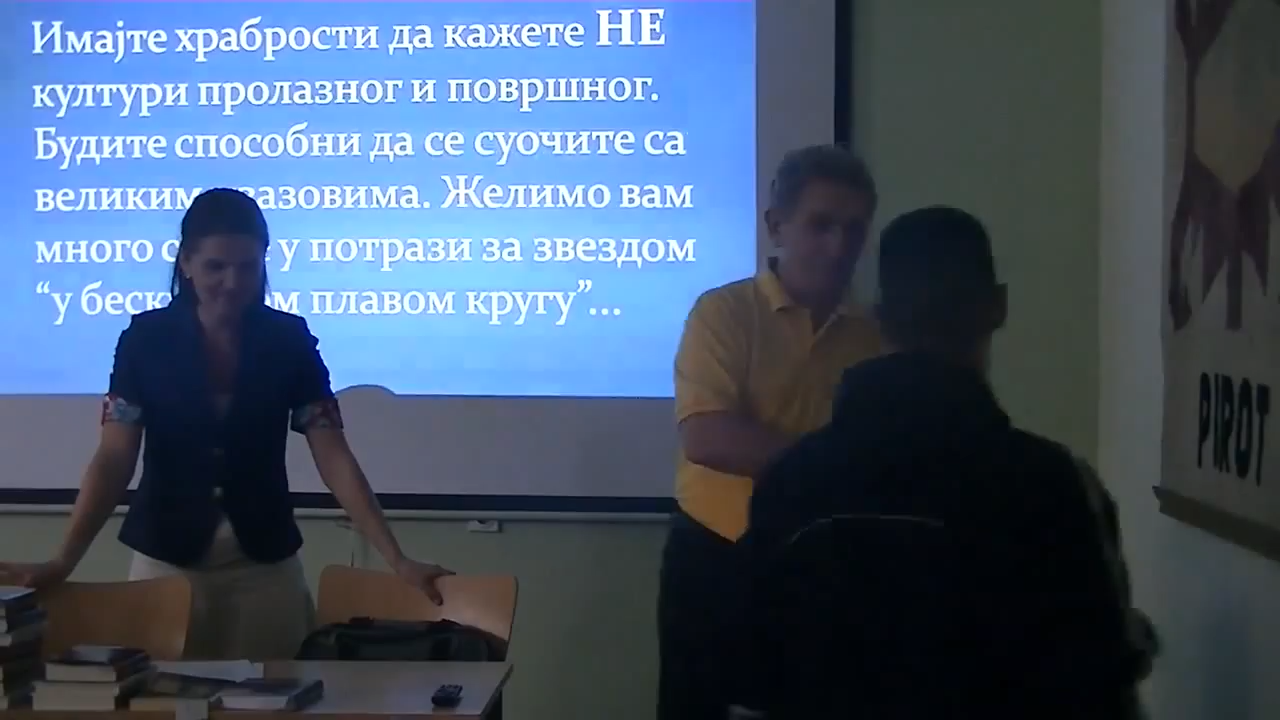 Имајте храбрости да кажете НЕ
култури пролазног и површног.
Будите способни да се суочите са
великим
азовима. Желимо вам
много
у потрази за звездом
“у
плавом кругу”...
PIROT